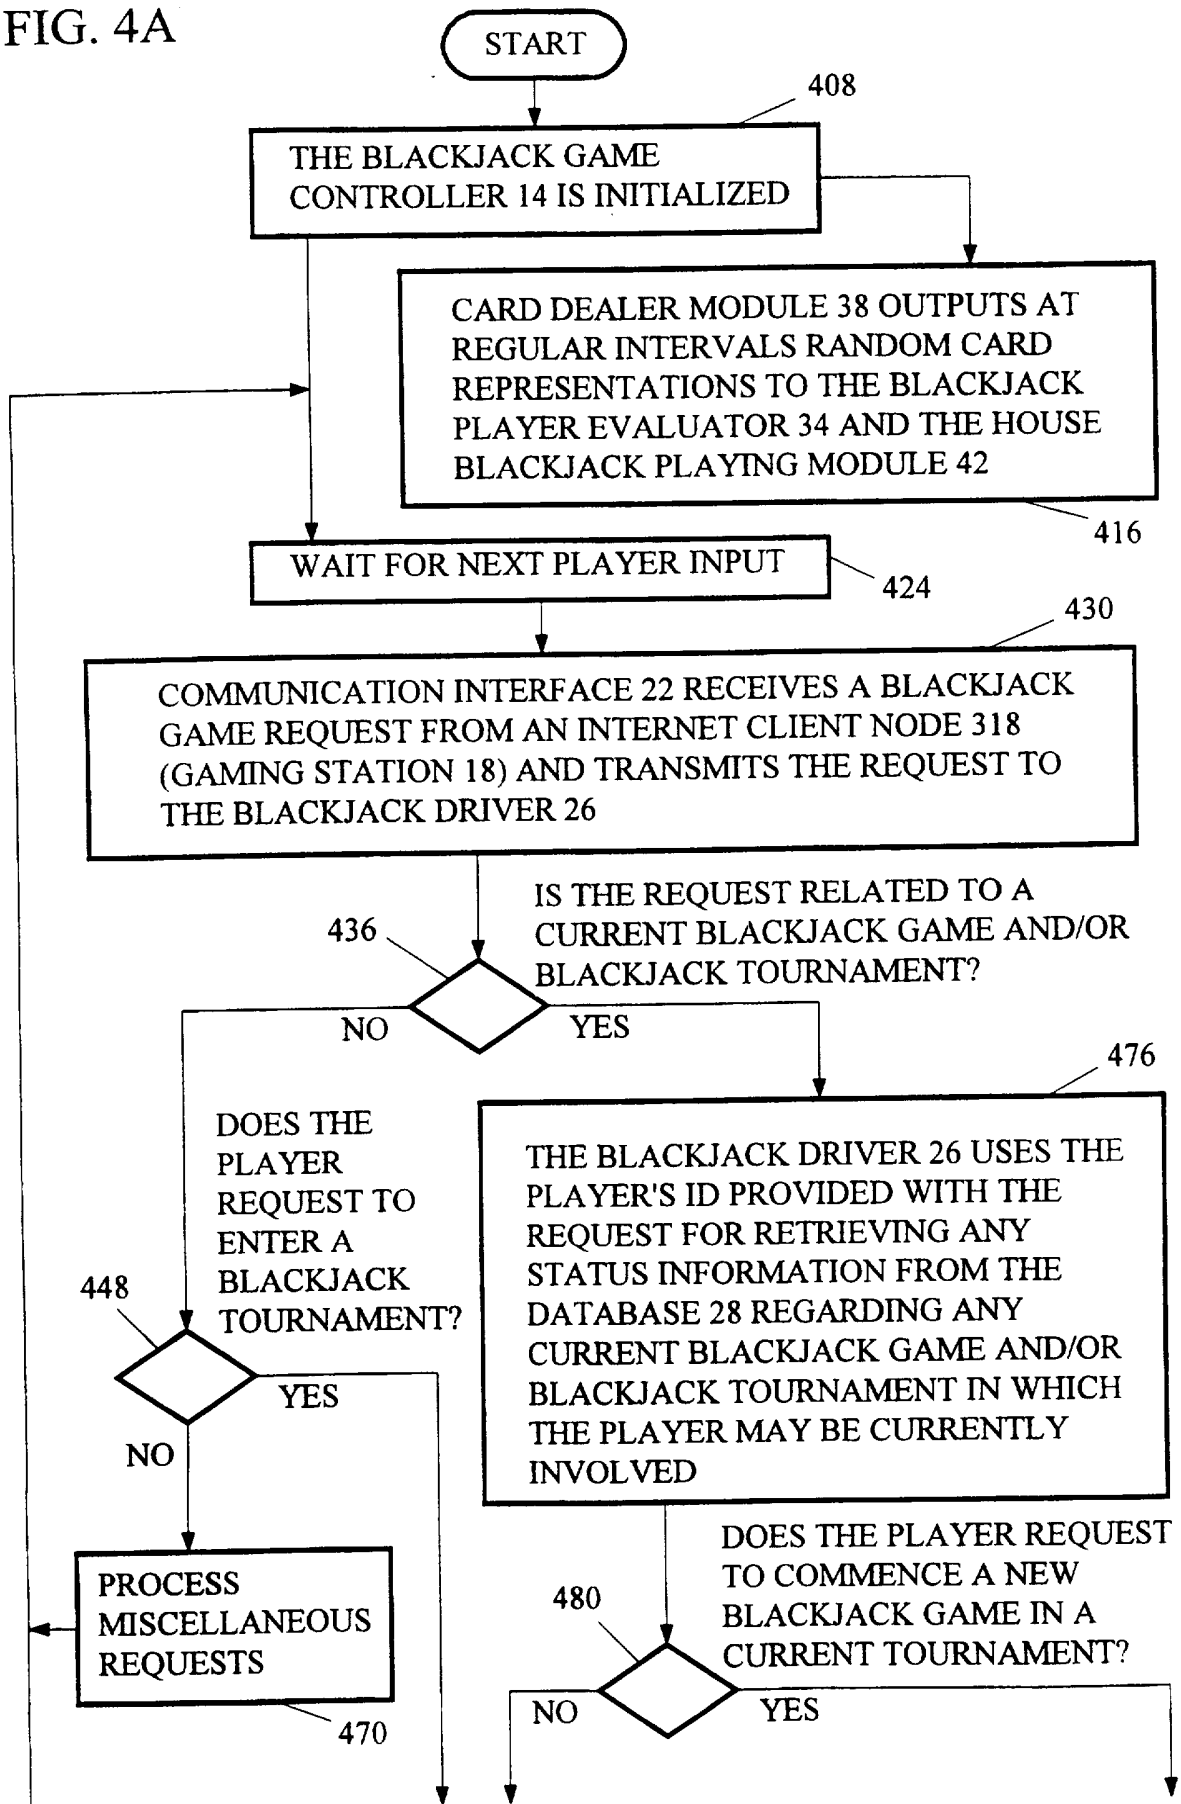 FIG. 4A
START
408
THE BLACKJACK GAME
CONTROLLER 14 IS INITIALIZED
CARD DEALER MODULE 38 OUTPUTS AT
REGULAR INTERVALS RANDOM CARD
REPRESENTATIONS TO THE BLACKJACK
PLAYER EVALUATOR 34 AND THE HOUSE
BLACKJACK PLAYING MODULE 42
416
WAIT FOR NEXT PLAYER INPUT
424
430
COMMUNICATION INTERFACE 22 RECEIVES A BLACKJACK
GAME REQUEST FROM AN INTERNET CLIENT NODE 318
(GAMING STATION 18) AND TRANSMITS THE REQUEST TO
THE BLACKJACK DRIVER 26
IS THE REQUEST RELATED TO A
CURRENT BLACKJACK GAME AND/OR
BLACKJACK TOURNAMENT?
436
NO
YES
476
DOES THE
PLAYER
REQUEST TO
ENTER A
BLACKJACK
TOURNAMENT?
448
YES
NO
THE BLACKJACK DRIVER 26 USES THE
PLAYER'S ID PROVIDED WITH THE
REQUEST FOR RETRIEVING ANY
STATUS INFORMATION FROM THE
DATABASE 28 REGARDING ANY
CURRENT BLACKJACK GAME AND/OR
BLACKJACK TOURNAMENT IN WHICH
THE PLAYER MAY BE CURRENTLY
INVOLVED
PROCESS
MISCELLANEOUS
REQUESTS
470
DOES THE PLAYER REQUEST
TO COMMENCE A NEW
BLACKJACK GAME IN A
CURRENT TOURNAMENT?
480
NO
YES